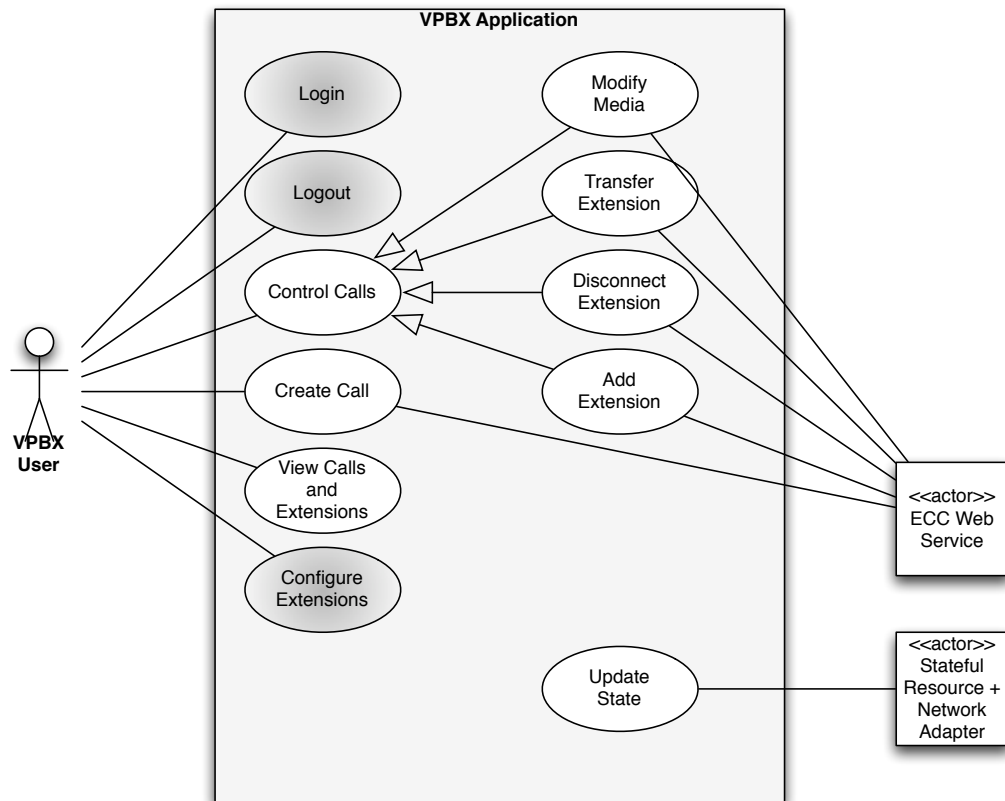 VPBX Application
Login
Modify
Media
Logout
Transfer
Extension
Control Calls
Disconnect
Extension
Create Call
Add
Extension
VPBX
User
View Calls
and
Extensions
<<actor>>
ECC Web
Service
Configure
Extensions
Update
State
<<actor>>
Stateful
Resource +
Network
Adapter